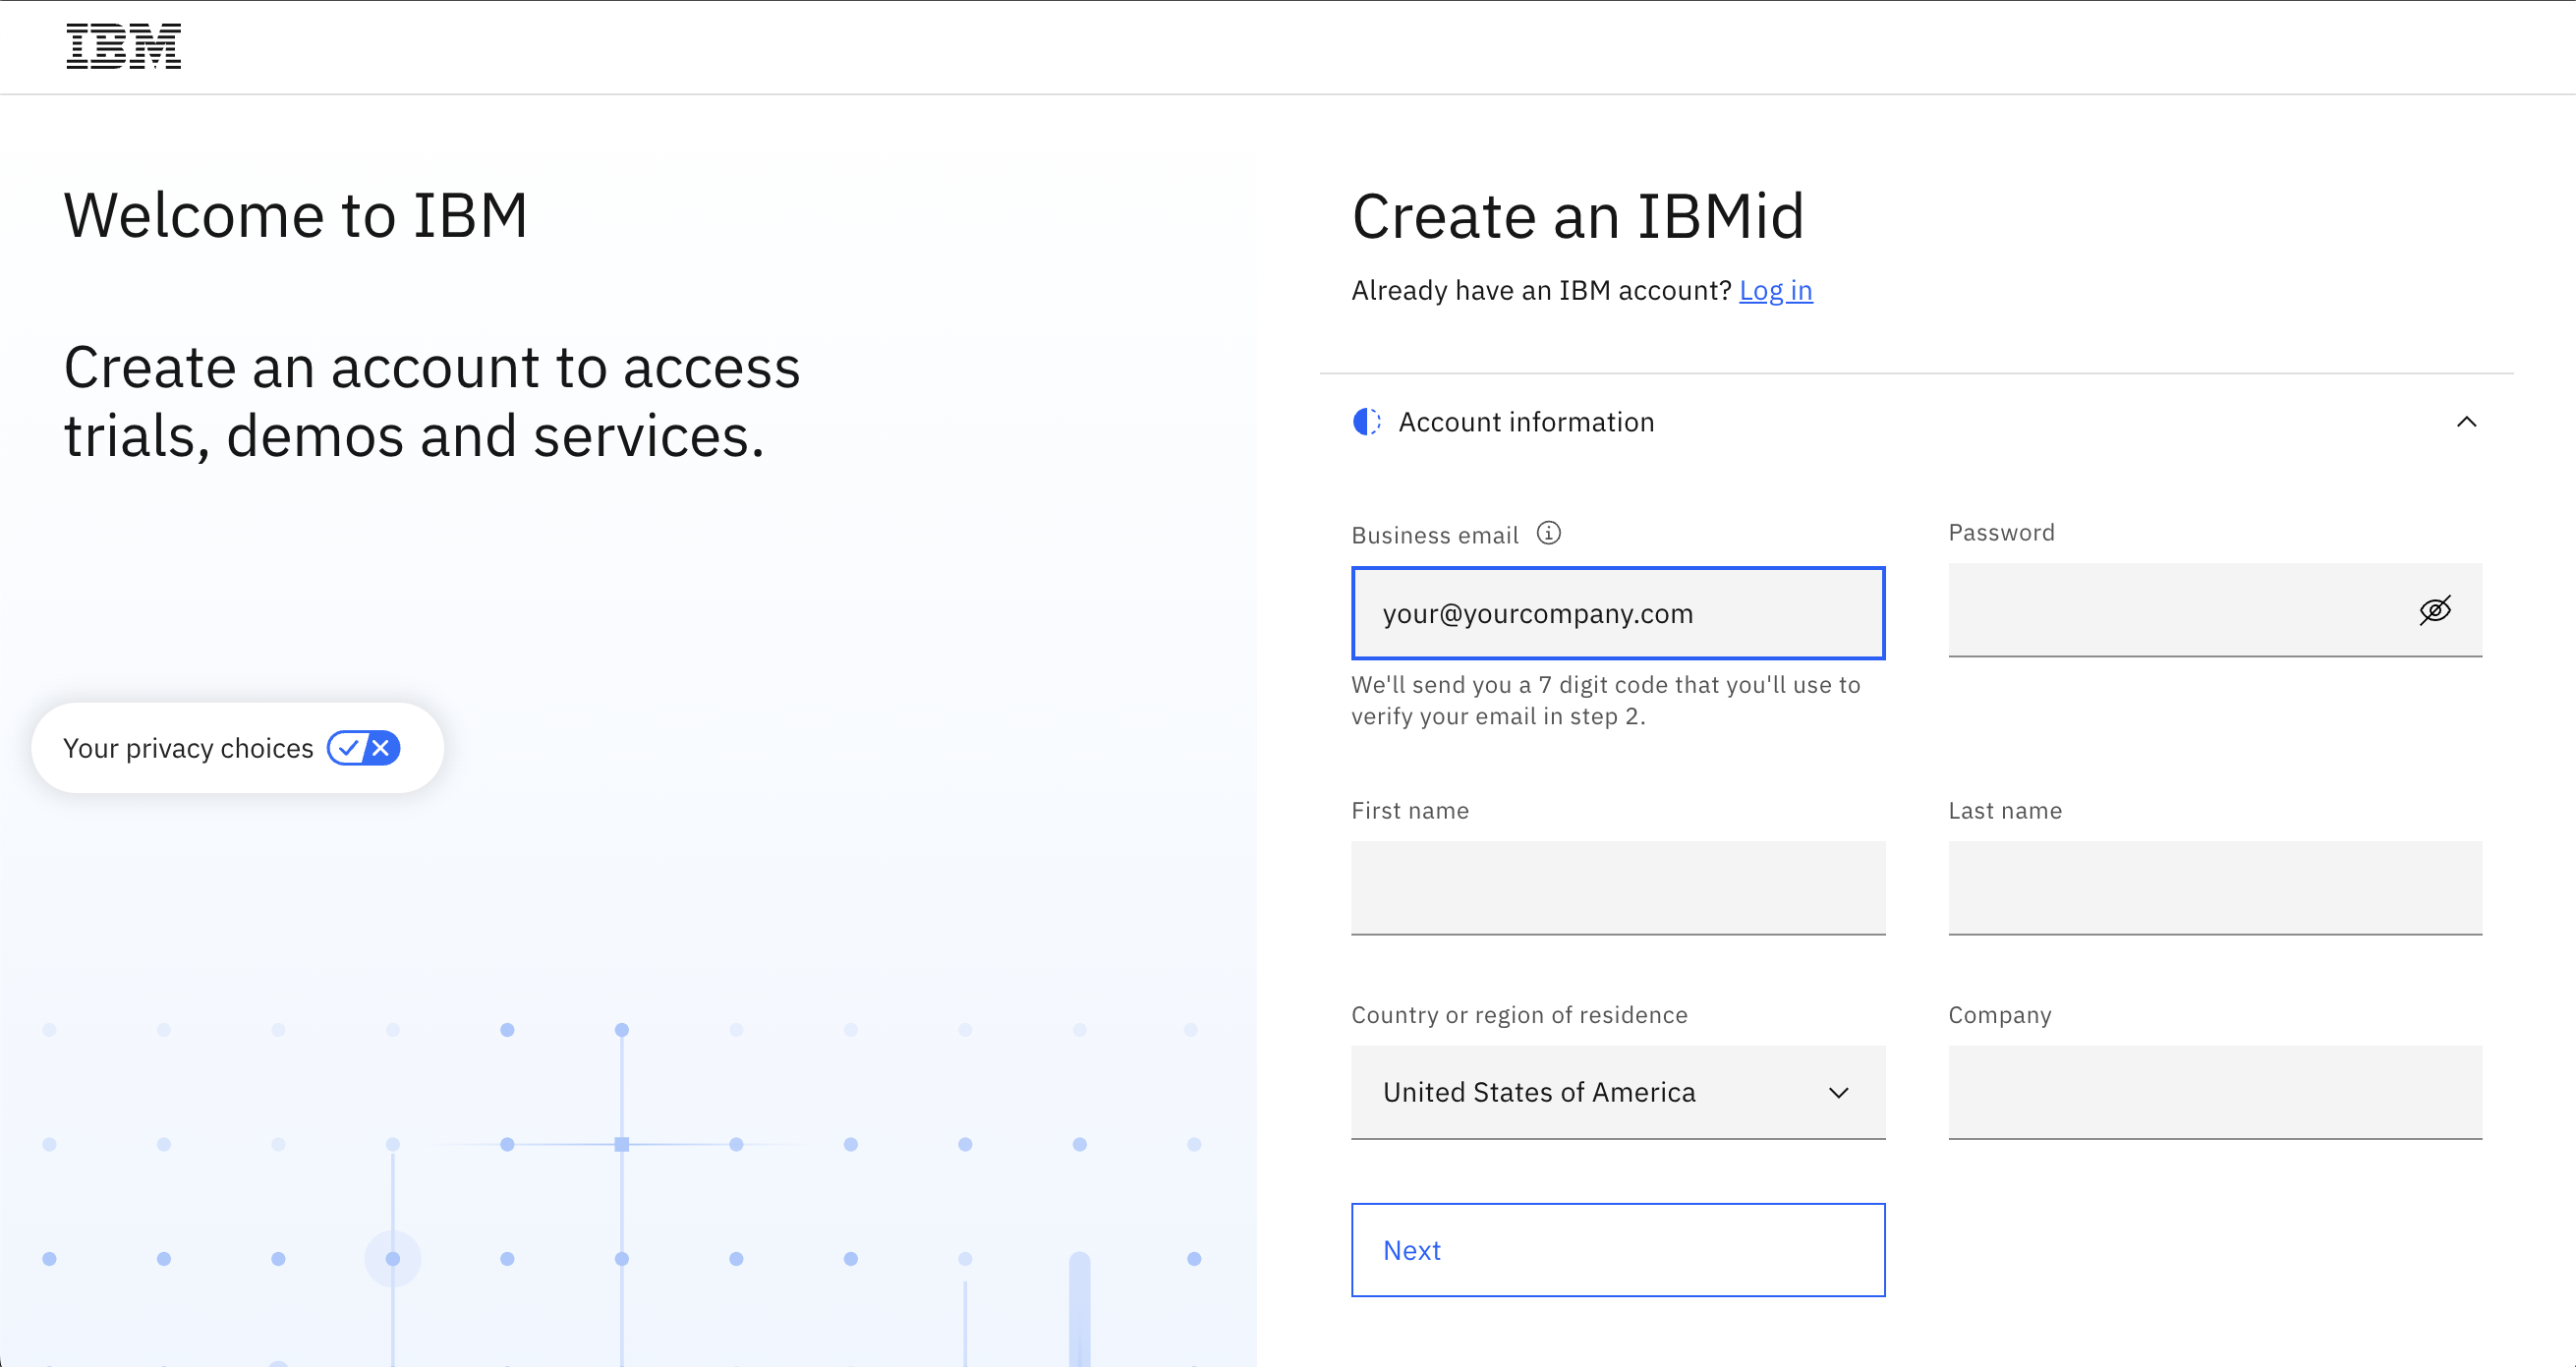 IBM
Welcome to IBM
Create an account to access
trials, demos and services.
Your privacy choices
Create an IBMid
Already have an IBM account? Log in
Account information
Business email
your@yourcompany.com
We'll send you a 7 digit code that you'll use to
verify your email in step 2.
Password
First name
Last name
Country or region of residence
United States of America
Company
Next